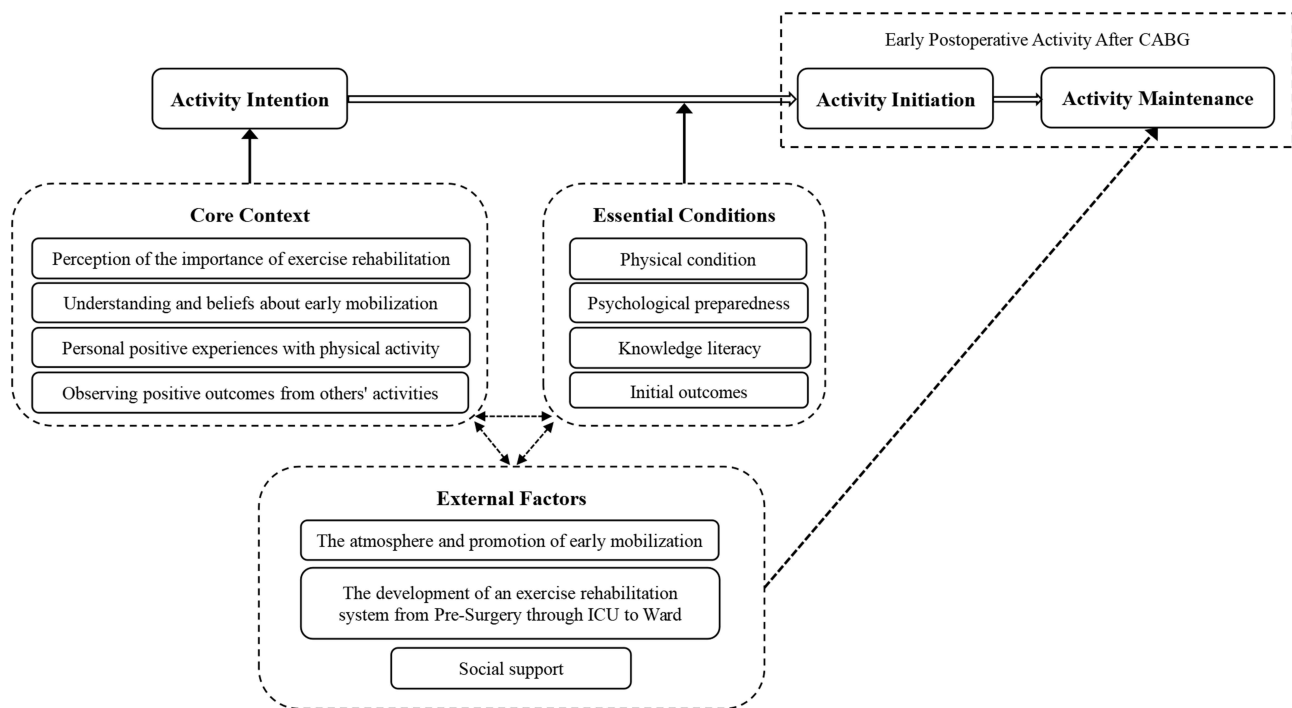 Early Postoperative Activity After CABG
Activity Intention
Activity Initiation
Activity Maintenance
Core Context
Perception of the importance of exercise rehabilitation
Understanding and beliefs about early mobilization
Personal positive experiences with physical activity
Observing positive outcomes from others' activities
Essential Conditions
Physical condition
Psychological preparedness
Knowledge literacy
Initial outcomes
External Factors
The atmosphere and promotion of early mobilization
The development of an exercise rehabilitation
system from Pre-Surgery through ICU to Ward
Social support